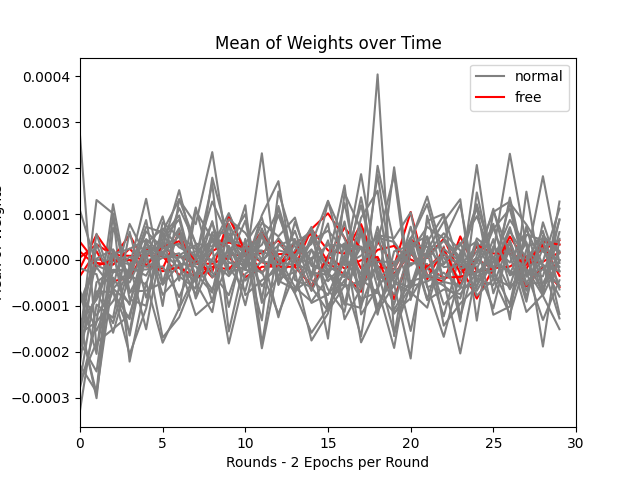 Mean of Weights over Time
normal
free
0.0004
0.0003
0.0002
0.0001
0.0000
−0.0001
−0.0002
−0.0003
0 5 10 15 20 25 30
Rounds - 2 Epochs per Round